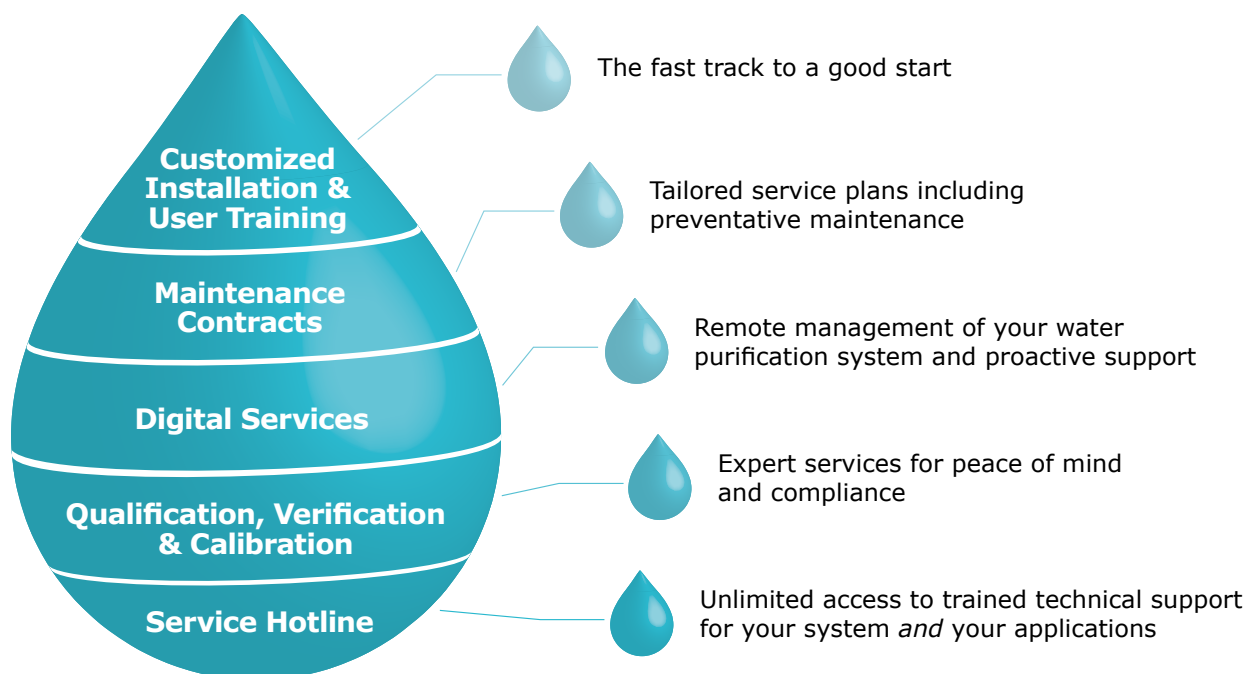 The fast track to a good start
Customized
Installation &
User Training
Tailored service plans including
preventative maintenance
Maintenance
Contracts
Remote management of your water
purification system and proactive support
Digital Services
Expert services for peace of mind
and compliance
Qualification, Verification
& Calibration
Unlimited access to trained technical support
for your system and your applications
Service Hotline